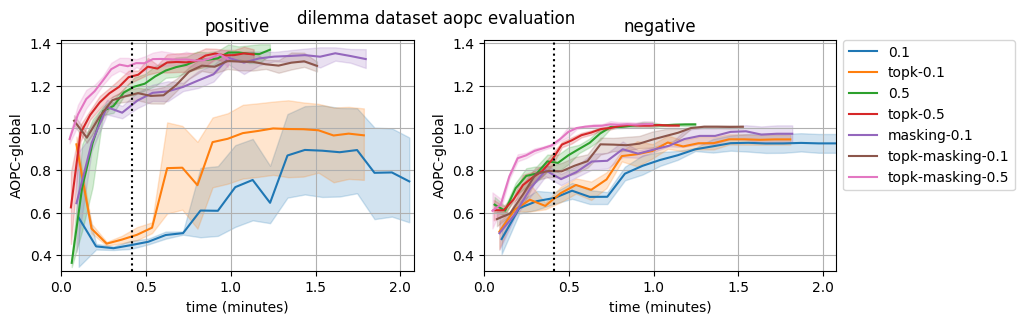 dilemma dataset aopc evaluation
positive
negative
1.4
1.2
1.0
0.8
0.6
0.4
AOPC-global
0.0
0.5
1.0
1.5
2.0
time (minutes)
1.4
1.2
1.0
0.8
0.6
0.4
AOPC-global
0.0
0.5
1.0
1.5
2.0
time (minutes)
0.1
topk-0.1
0.5
topk-0.5
masking-0.1
topk-masking-0.1
topk-masking-0.5